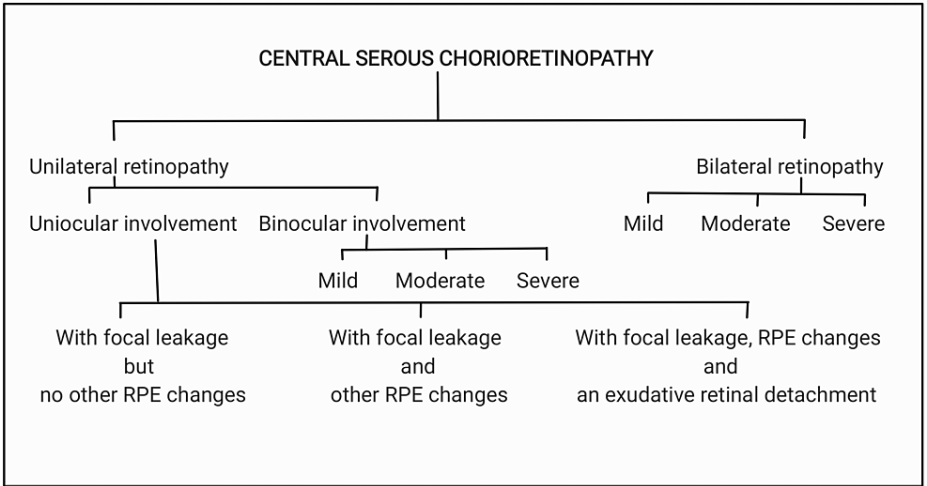 CENTRAL SEROUS CHORIORETINOPATHY
Unilateral retinopathy
Bilateral retinopathy
Uniocular involvement
Binocular involvement
Mild
Moderate
Severe
Mild
Moderate
Severe
With focal leakage
but
no other RPE changes
With focal leakage
and
other RPE changes
With focal leakage, RPE changes
and
an exudative retinal detachment